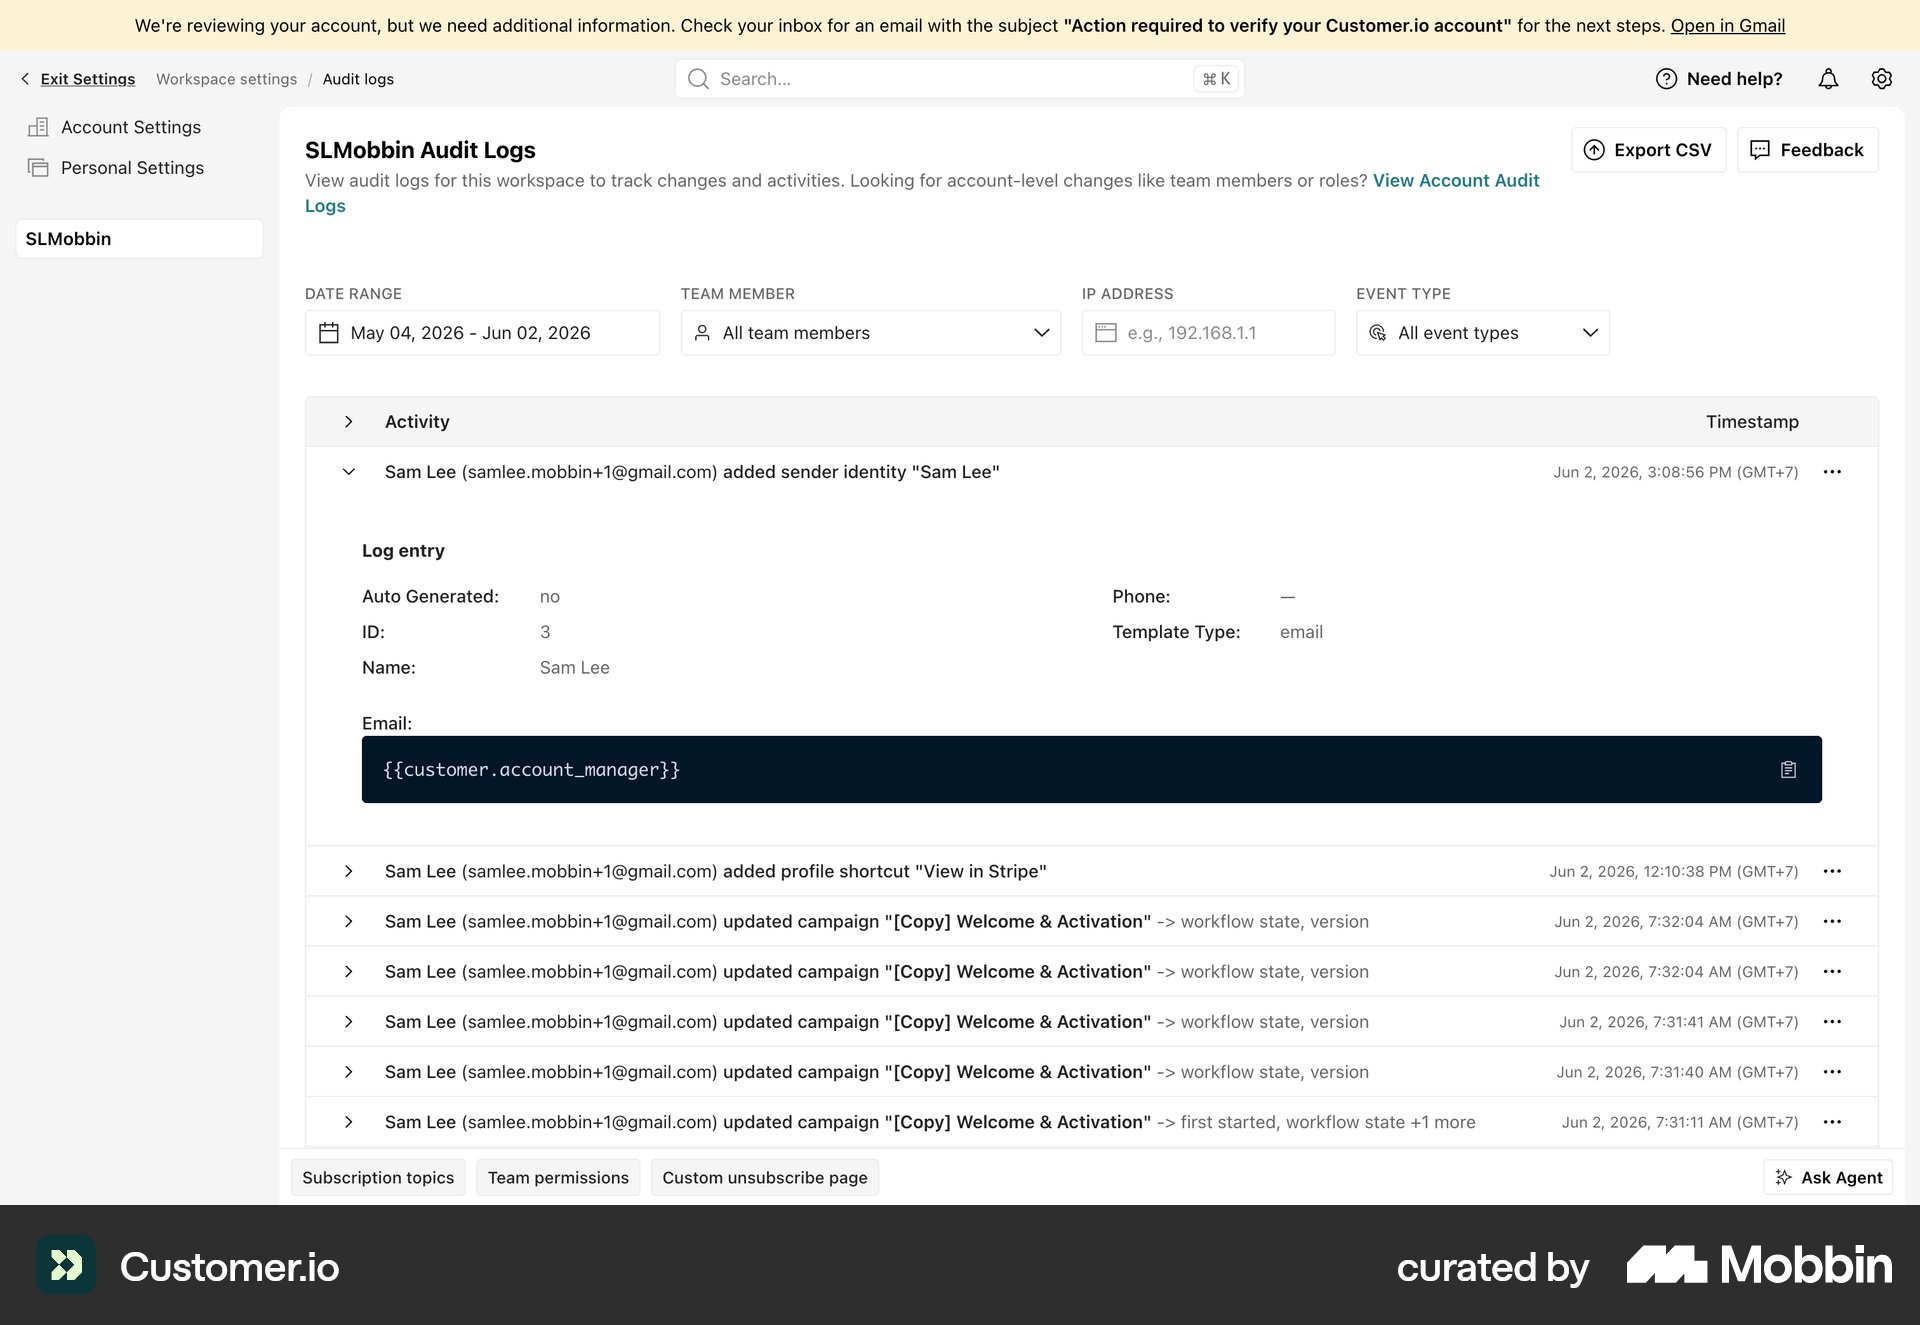 We're reviewing your account, but we need additional information. Check your inbox for an email with the subject "Action required to verify your Customer.io account" for the next steps. Open in Gmail
Exit Settings
Workspace settings / Audit logs
Search...
⌘ K
Need help?
Account Settings
Personal Settings
SLMobbin
SLMobbin Audit Logs
Export CSV
Feedback
View audit logs for this workspace to track changes and activities. Looking for account-level changes like team members or roles? View Account Audit
Logs
DATE RANGE
TEAM MEMBER
IP ADDRESS
EVENT TYPE
May 04, 2026 - Jun 02, 2026
All team members
e.g., 192.168.1.1
All event types
Activity
Timestamp
Sam Lee (samlee.mobbin+1@gmail.com) added sender identity "Sam Lee"
Jun 2, 2026, 3:08:56 PM (GMT+7)
Log entry
Auto Generated: no
Phone: —
ID: 3
Template Type: email
Name: Sam Lee
Email:
{{customer.account_manager}}
Sam Lee (samlee.mobbin+1@gmail.com) added profile shortcut "View in Stripe"
Jun 2, 2026, 12:10:38 PM (GMT+7)
Sam Lee (samlee.mobbin+1@gmail.com) updated campaign "[Copy] Welcome & Activation" -> workflow state, version
Jun 2, 2026, 7:32:04 AM (GMT+7)
Sam Lee (samlee.mobbin+1@gmail.com) updated campaign "[Copy] Welcome & Activation" -> workflow state, version
Jun 2, 2026, 7:32:04 AM (GMT+7)
Sam Lee (samlee.mobbin+1@gmail.com) updated campaign "[Copy] Welcome & Activation" -> workflow state, version
Jun 2, 2026, 7:31:41 AM (GMT+7)
Sam Lee (samlee.mobbin+1@gmail.com) updated campaign "[Copy] Welcome & Activation" -> workflow state, version
Jun 2, 2026, 7:31:40 AM (GMT+7)
Sam Lee (samlee.mobbin+1@gmail.com) updated campaign "[Copy] Welcome & Activation" -> first started, workflow state +1 more
Jun 2, 2026, 7:31:11 AM (GMT+7)
Subscription topics
Team permissions
Custom unsubscribe page
Ask Agent
Customer.io
curated by Mobbin